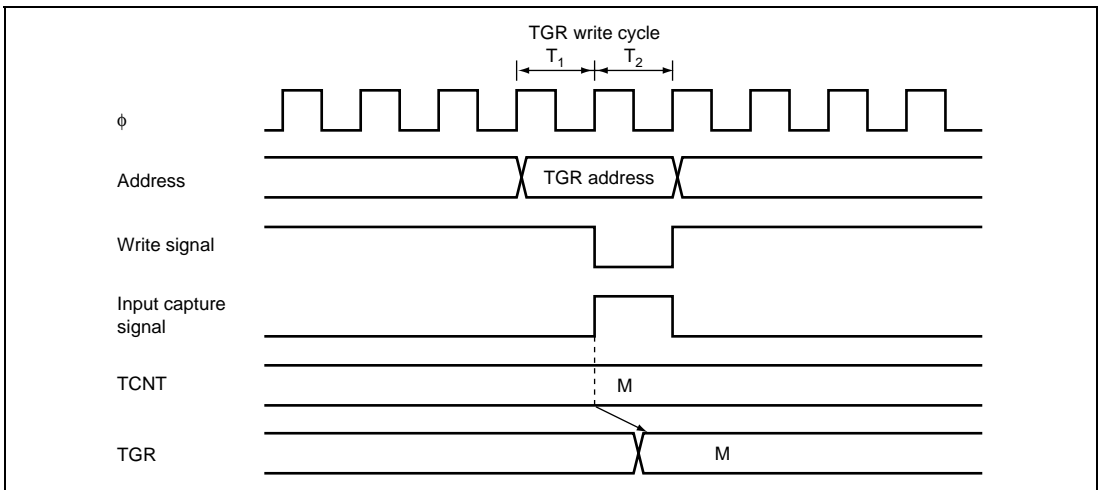 TGR write cycle
T1 T2
ϕ
Address
TGR address
Write signal
Input capture
signal
TCNT
M
TGR
M